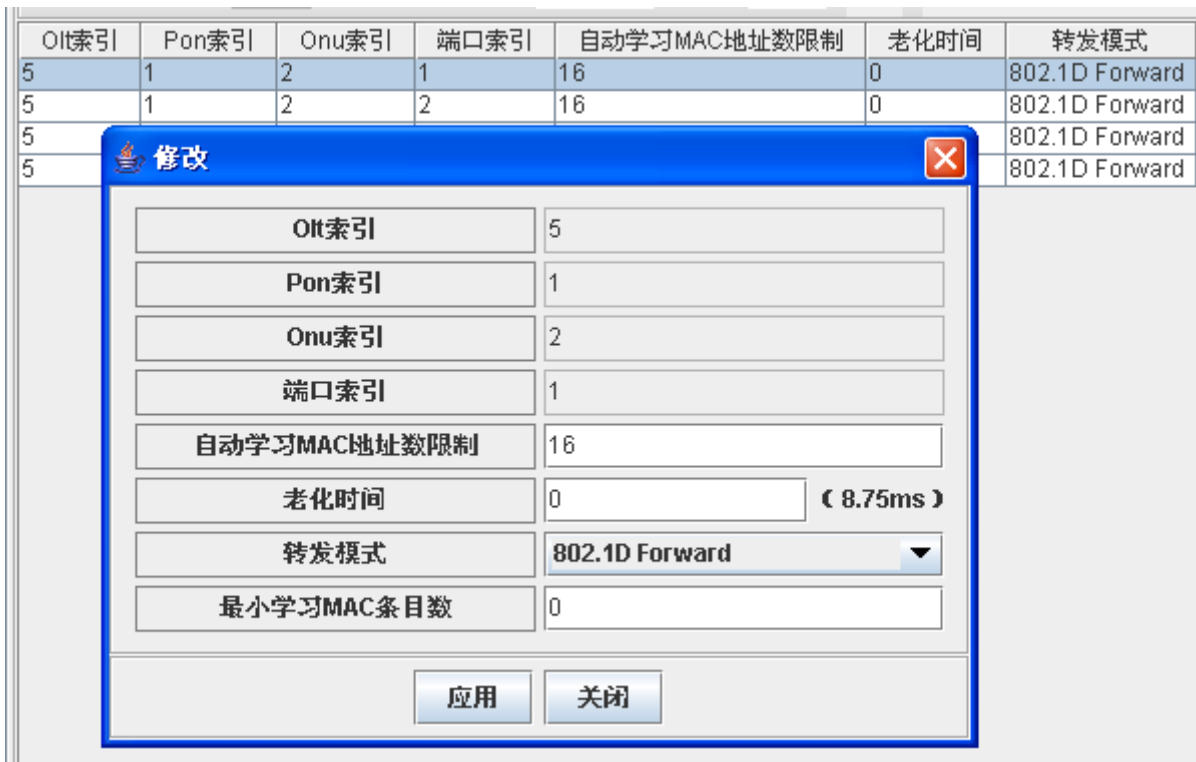 Olt索引 Pon索引 Onu索引 端口索引 自动学习MAC地址数限制 老化时间 转发模式
5 1 2 1 16 0 802.1D Forward
5 1 2 2 16 0 802.1D Forward
5 802.1D Forward
5 802.1D Forward
修改
Olt索引 5
Pon索引 1
Onu索引 2
端口索引 1
自动学习MAC地址数限制 16
老化时间 0 (8.75ms)
转发模式 802.1D Forward
最小学习MAC条目数 0
应用 关闭